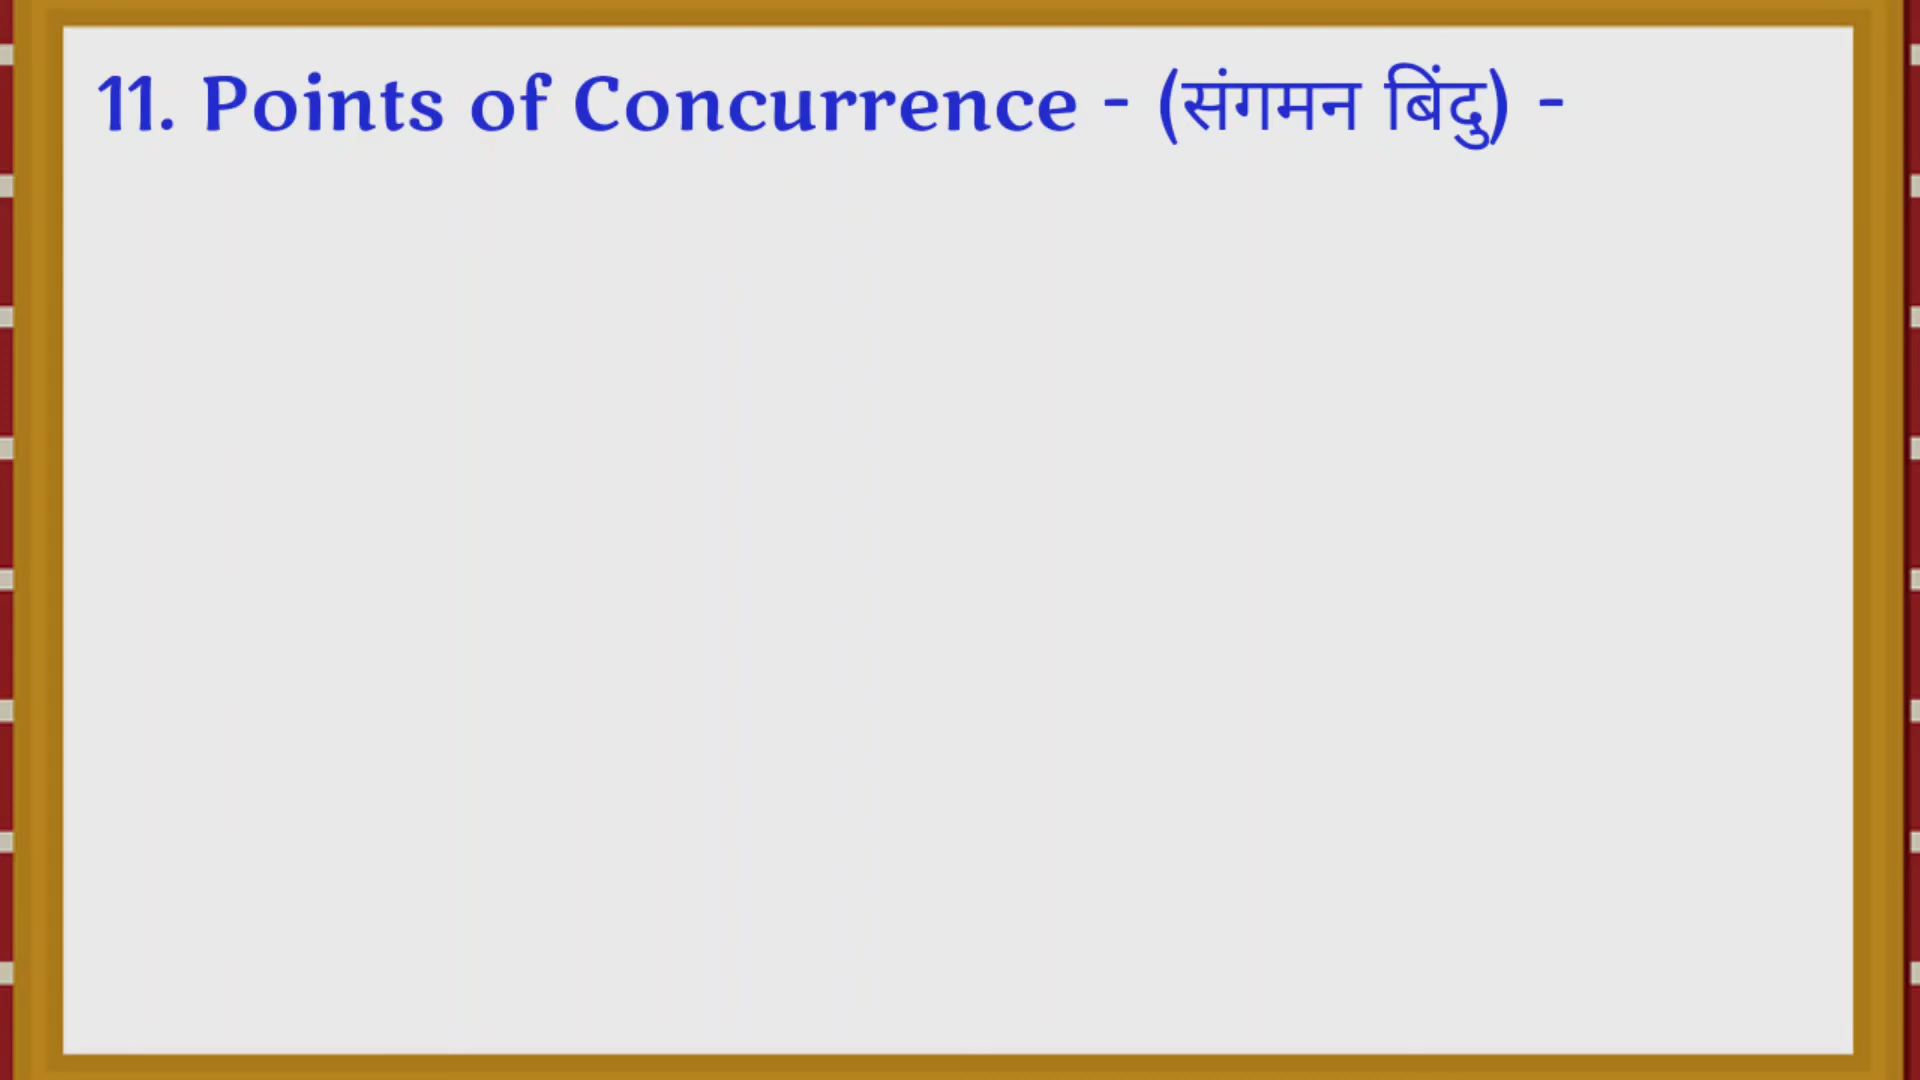 11. Points of Concurrence - (संगमन बिंदु) -